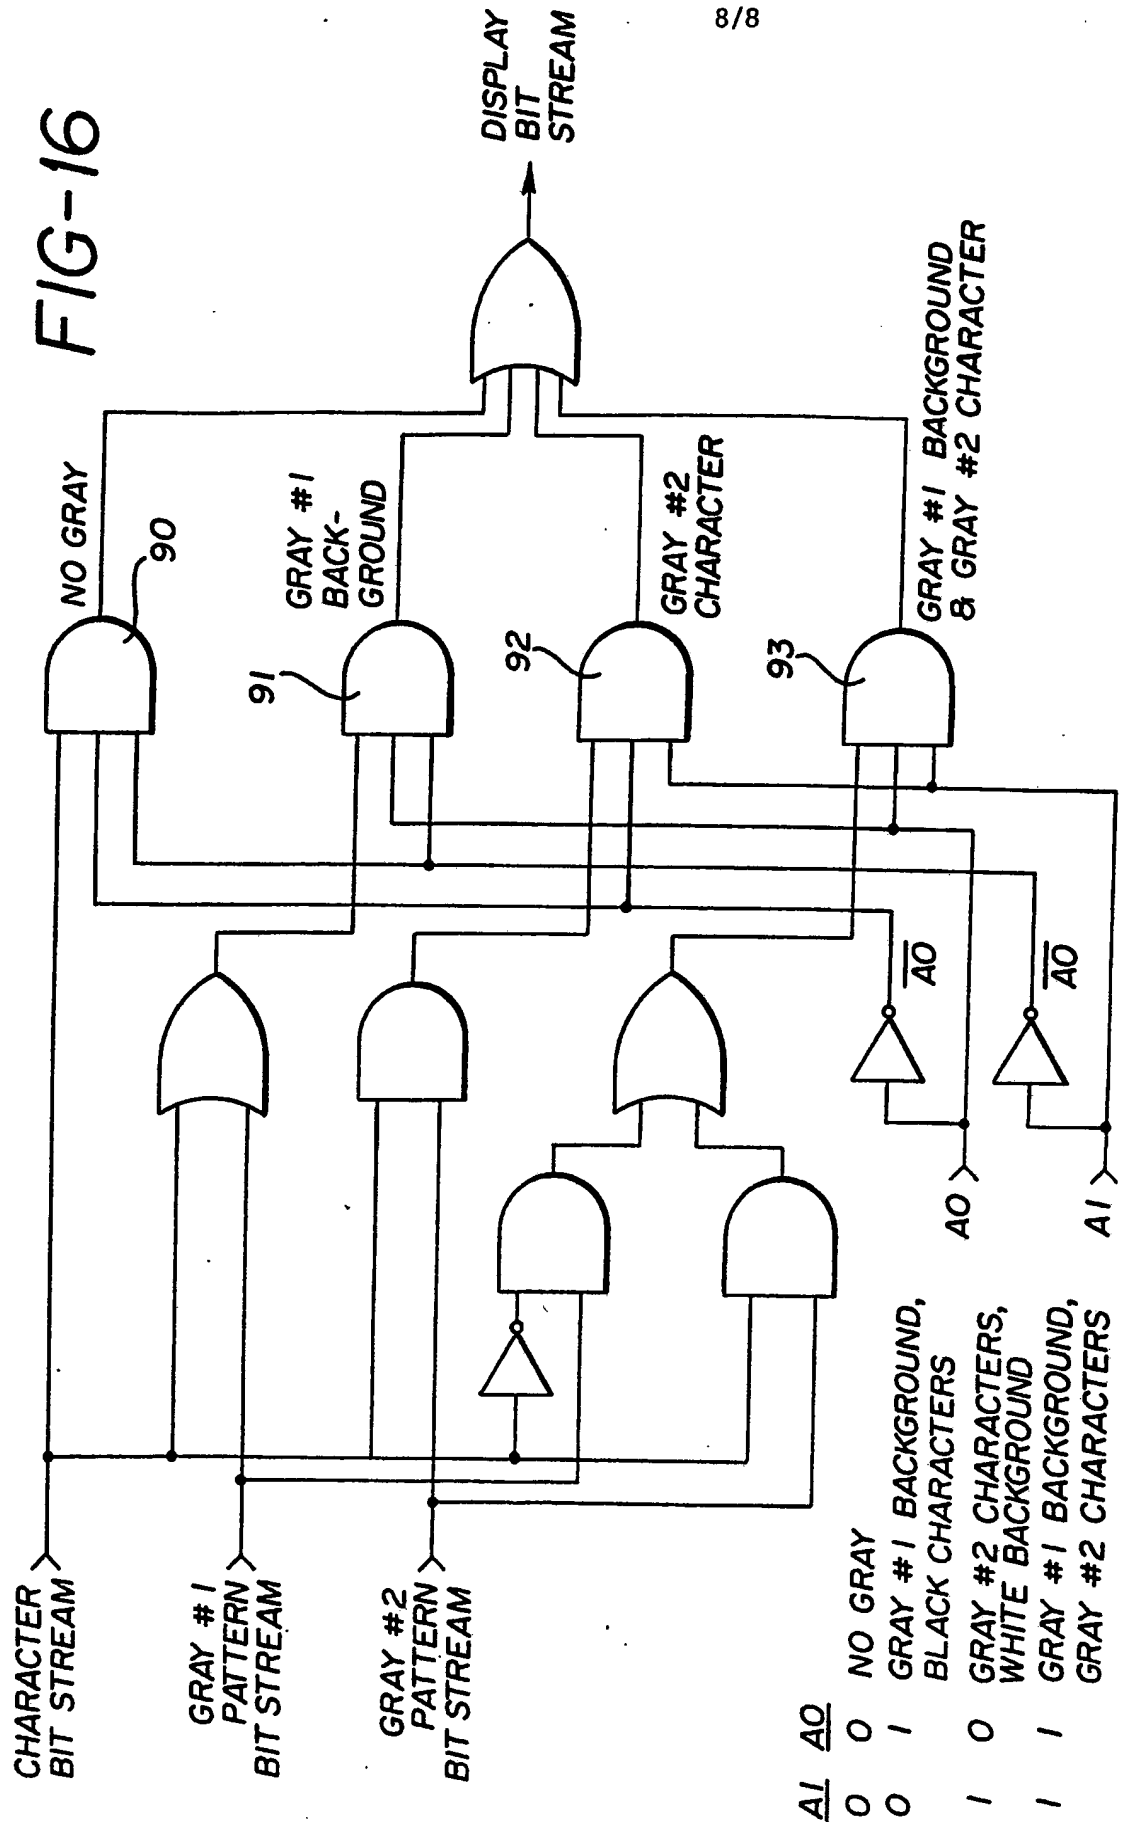 8/8
FIG-16
CHARACTER
BIT STREAM
GRAY #1
PATTERN
BIT STREAM
GRAY #2
PATTERN
BIT STREAM
NO GRAY
90
GRAY #1
BACK-
GROUND
91
GRAY #2
CHARACTER
92
GRAY #1 BACKGROUND
& GRAY #2 CHARACTER
93
DISPLAY
BIT
STREAM
A0
A0
A1
A0
A1 A0
0 0 NO GRAY
0 1 GRAY #1 BACKGROUND,
BLACK CHARACTERS
1 0 GRAY #2 CHARACTERS,
WHITE BACKGROUND
1 1 GRAY #1 BACKGROUND,
GRAY #2 CHARACTERS